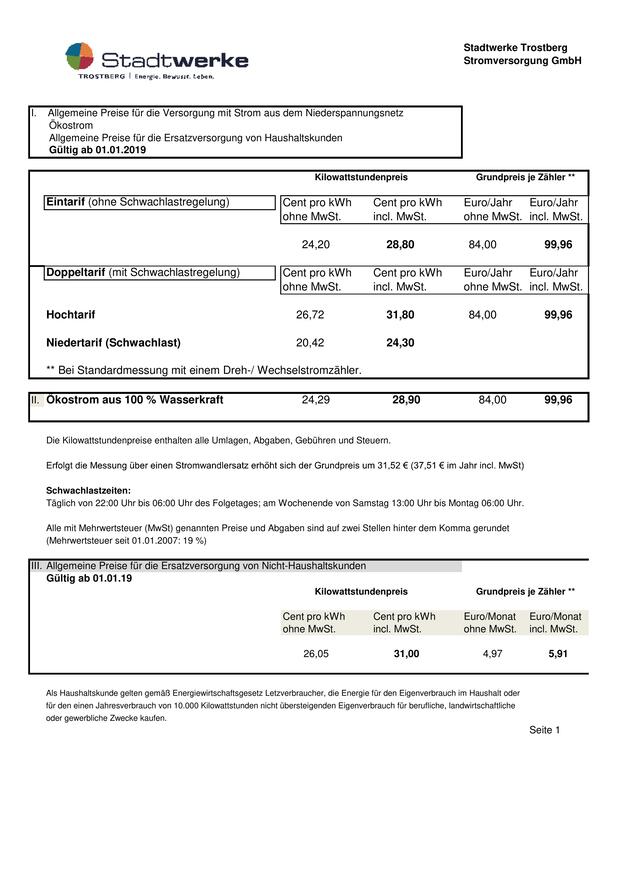 Stadtwerke
TROSTBERG | Energie. Bewusst. Leben.
Stadtwerke Trostberg
Stromversorgung GmbH
I. Allgemeine Preise für die Versorgung mit Strom aus dem Niederspannungsnetz
Ökostrom
Allgemeine Preise für die Ersatzversorgung von Haushaltskunden
Gültig ab 01.01.2019
Kilowattstundenpreis Grundpreis je Zähler **
Eintarif (ohne Schwachlastregelung) Cent pro kWh Cent pro kWh Euro/Jahr Euro/Jahr
ohne MwSt. incl. MwSt. ohne MwSt. incl. MwSt.
24,20 28,80 84,00 99,96
Doppeltarif (mit Schwachlastregelung) Cent pro kWh Cent pro kWh Euro/Jahr Euro/Jahr
ohne MwSt. incl. MwSt. ohne MwSt. incl. MwSt.
Hochtarif 26,72 31,80 84,00 99,96
Niedertarif (Schwachlast) 20,42 24,30
** Bei Standardmessung mit einem Dreh-/ Wechselstromzähler.
II. Ökostrom aus 100 % Wasserkraft 24,29 28,90 84,00 99,96
Die Kilowattstundenpreise enthalten alle Umlagen, Abgaben, Gebühren und Steuern.
Erfolgt die Messung über einen Stromwandlersatz erhöht sich der Grundpreis um 31,52 € (37,51 € im Jahr incl. MwSt)
Schwachlastzeiten:
Täglich von 22:00 Uhr bis 06:00 Uhr des Folgetages; am Wochenende von Samstag 13:00 Uhr bis Montag 06:00 Uhr.
Alle mit Mehrwertsteuer (MwSt) genannten Preise und Abgaben sind auf zwei Stellen hinter dem Komma gerundet
(Mehrwertsteuer seit 01.01.2007: 19 %)
III. Allgemeine Preise für die Ersatzversorgung von Nicht-Haushaltskunden
Gültig ab 01.01.19
Kilowattstundenpreis Grundpreis je Zähler **
Cent pro kWh Cent pro kWh Euro/Monat Euro/Monat
ohne MwSt. incl. MwSt. ohne MwSt. incl. MwSt.
26,05 31,00 4,97 5,91
Als Haushaltskunde gelten gemäß Energiewirtschaftsgesetz Letzverbraucher, die Energie für den Eigenverbrauch im Haushalt oder
für den einen Jahresverbrauch von 10.000 Kilowattstunden nicht übersteigenden Eigenverbrauch für berufliche, landwirtschaftliche
oder gewerbliche Zwecke kaufen.
Seite 1